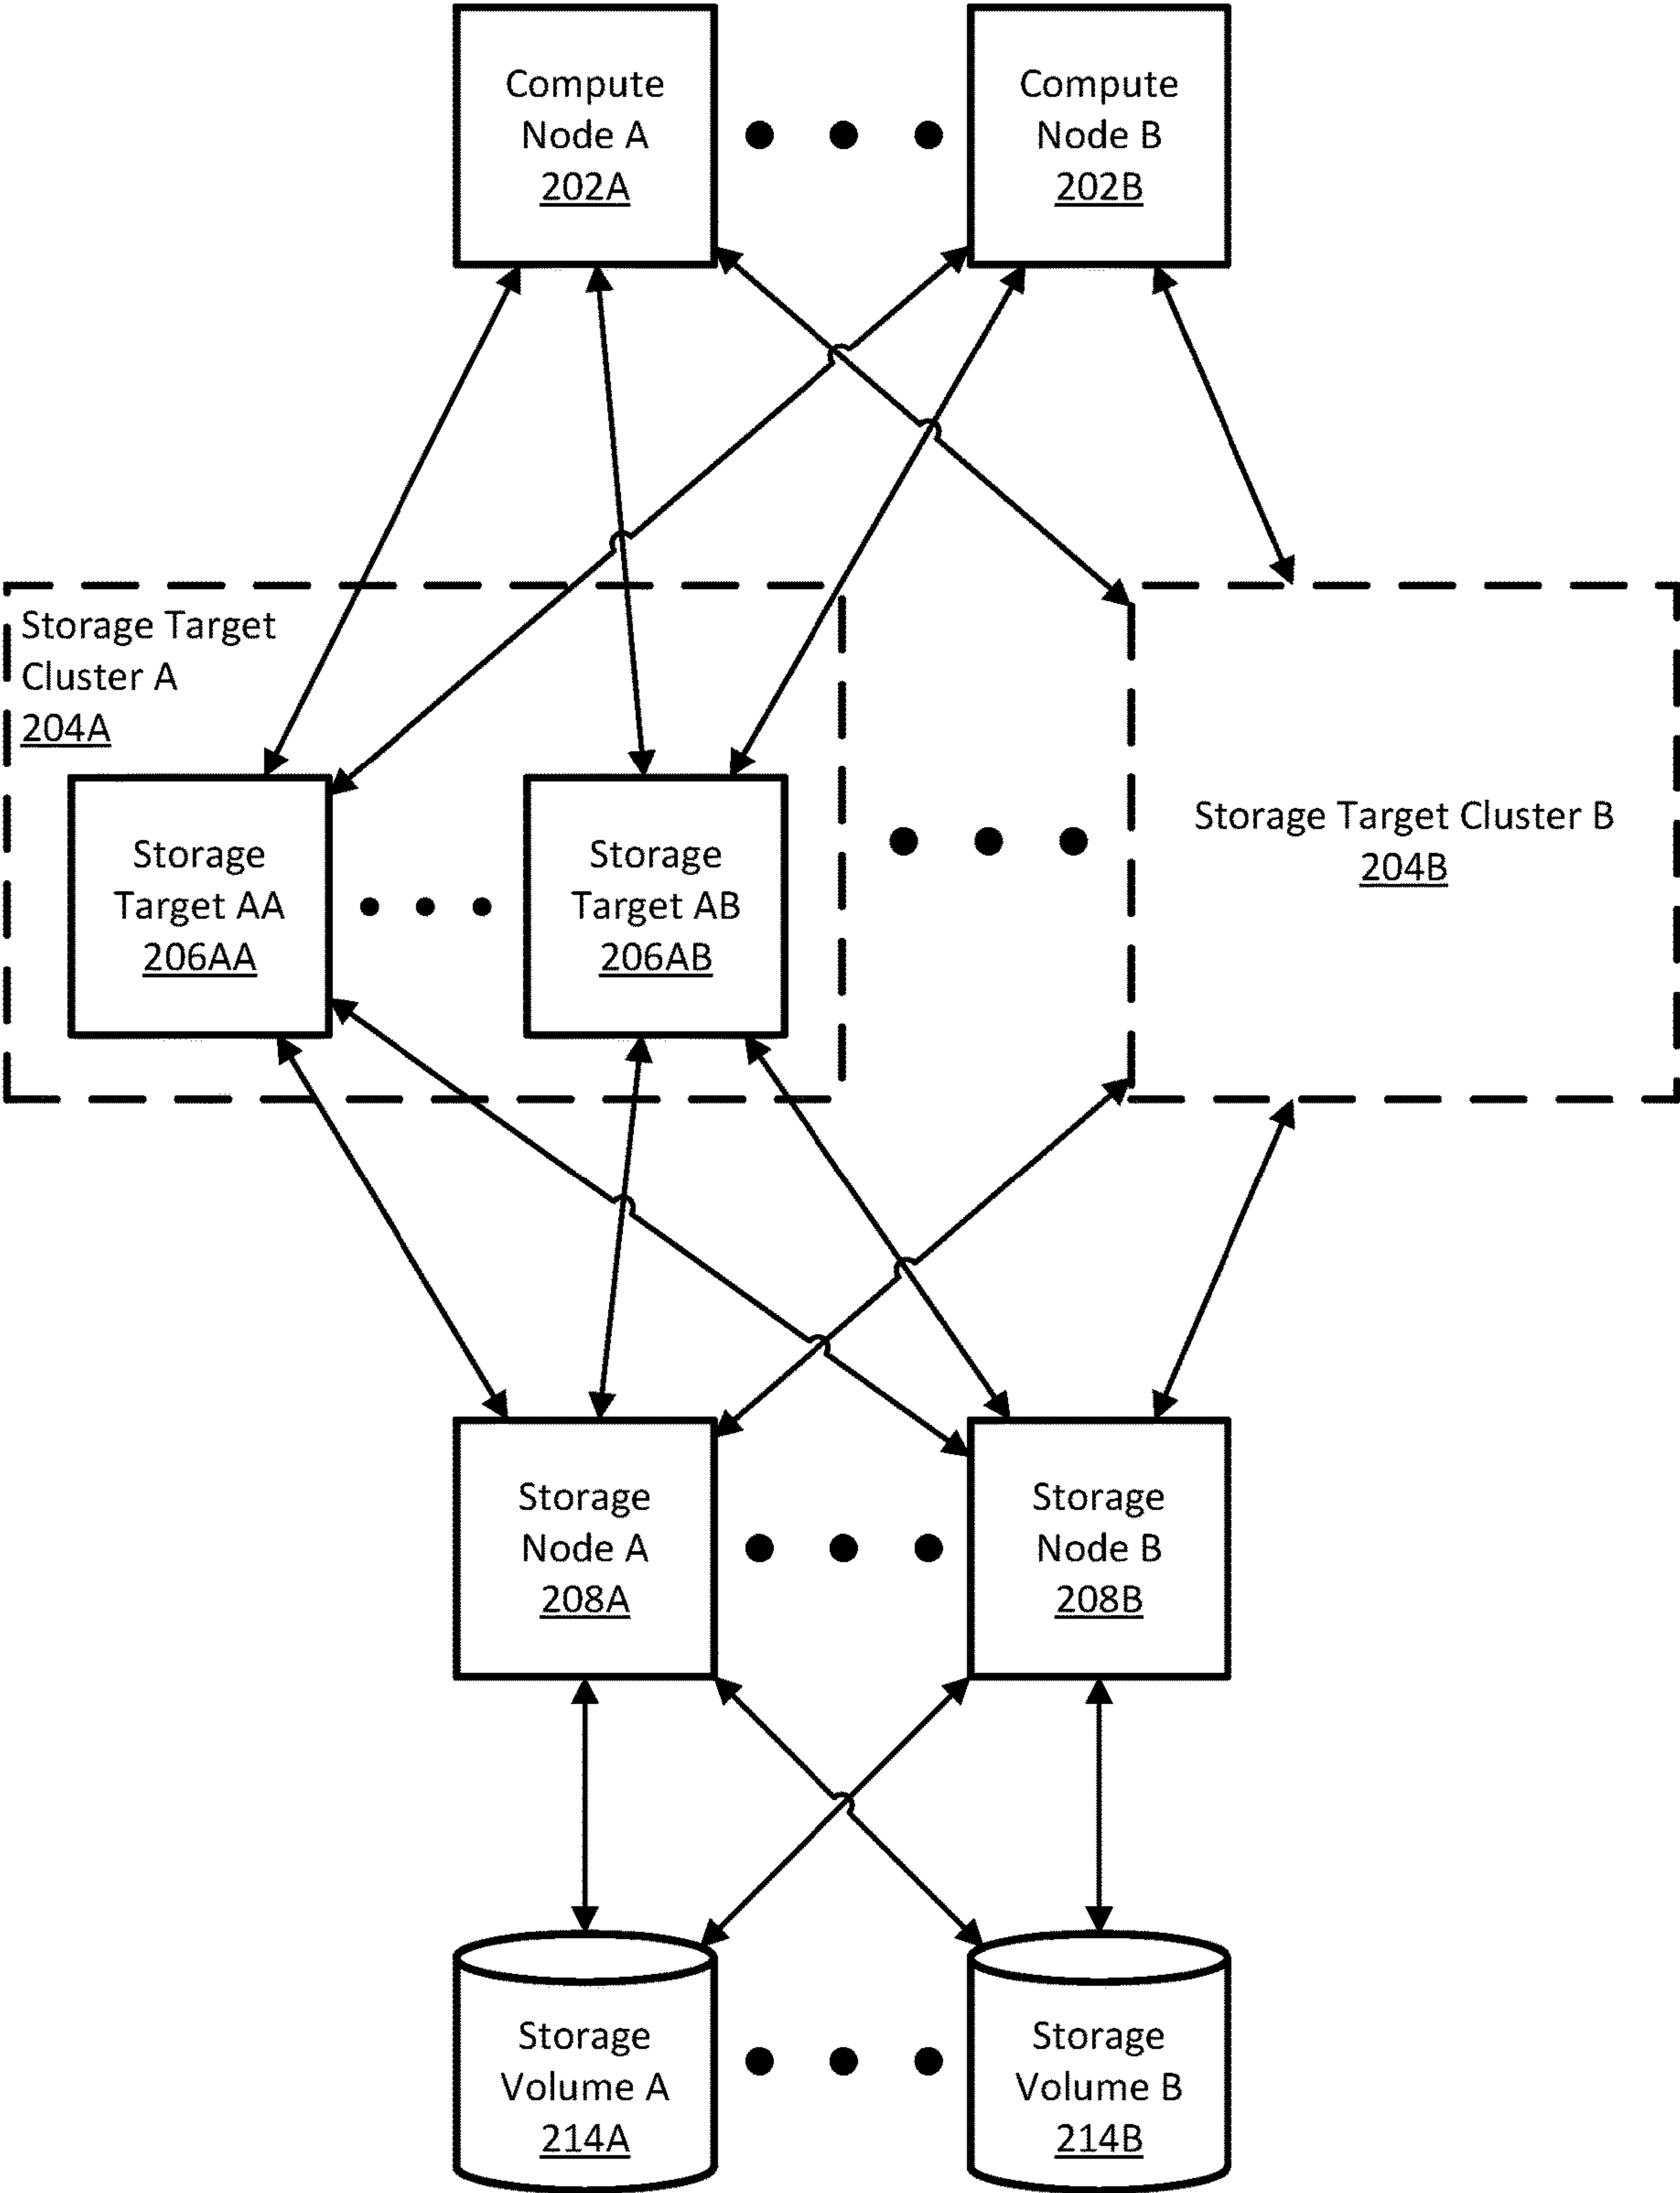 Compute
Node A
202A
Compute
Node B
202B
Storage Target
Cluster A
204A
Storage
Target AA
206AA
Storage
Target AB
206AB
Storage Target Cluster B
204B
Storage
Node A
208A
Storage
Node B
208B
Storage
Volume A
214A
Storage
Volume B
214B